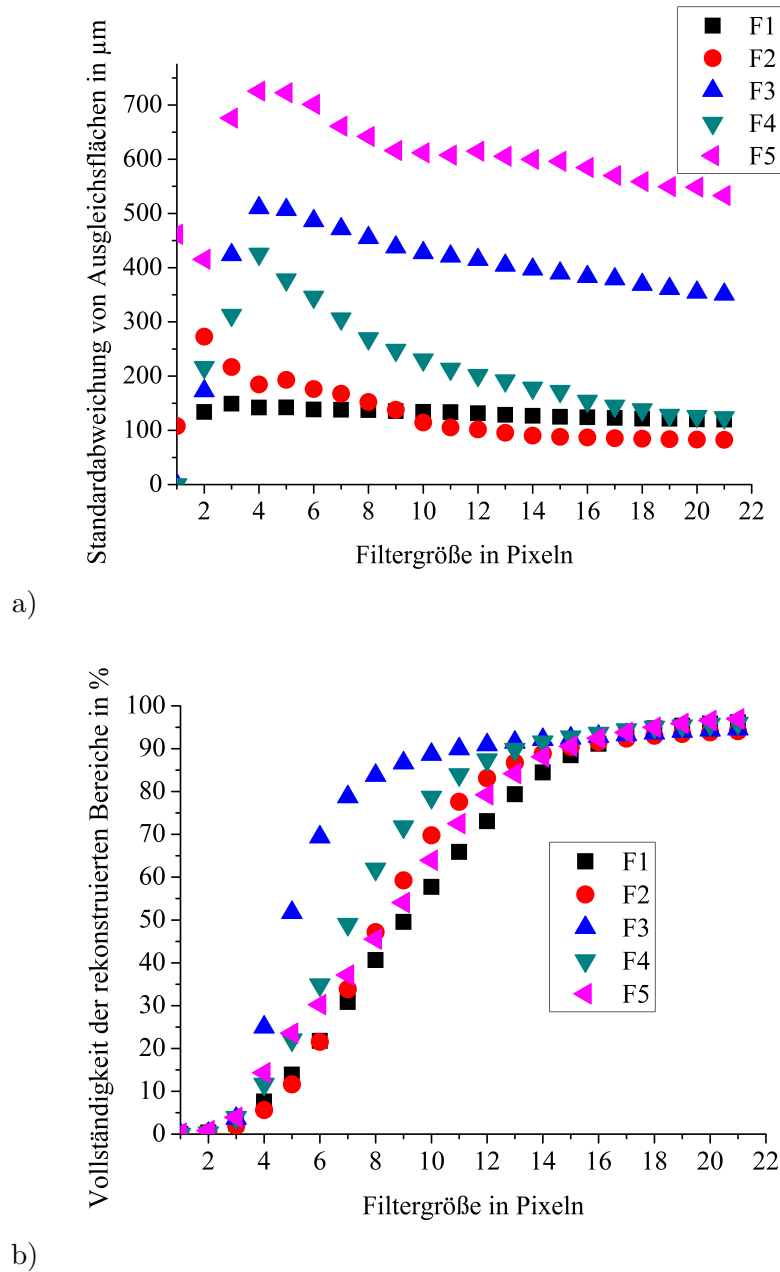 F1
F2
F3
F4
F5
Standardabweichung von Ausgleichsflächen in µm
700
600
500
400
300
200
100
0
2 4 6 8 10 12 14 16 18 20 22
Filtergröße in Pixeln
a)
Vollständigkeit der rekonstruierten Bereiche in %
100
90
80
70
60
50
40
30
20
10
0
F1
F2
F3
F4
F5
2 4 6 8 10 12 14 16 18 20 22
Filtergröße in Pixeln
b)